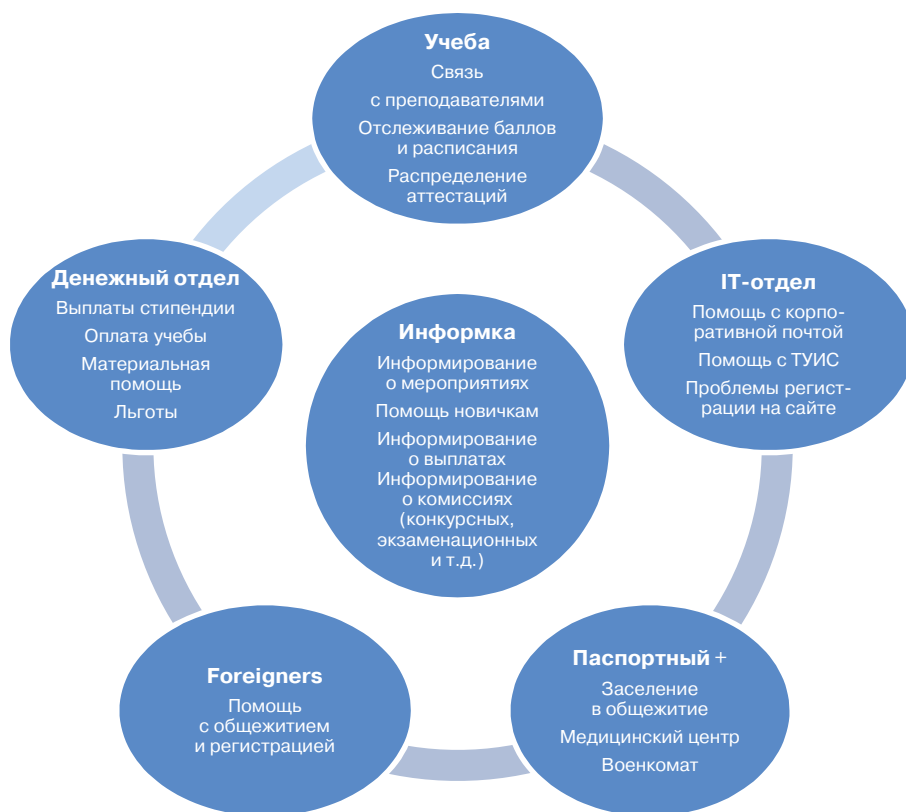 Учеба
Связь
с преподавателями
Отслеживание баллов
и расписания
Распределение
аттестаций
Денежный отдел
Выплаты стипендии
Оплата учебы
Материальная
помощь
Льготы
IT-отдел
Помощь с корпо-
ративной почтой
Помощь с ТУИС
Проблемы регист-
рации на сайте
Информка
Информирование
о мероприятиях
Помощь новичкам
Информирование
о выплатах
Информирование
о комиссиях
(конкурсных,
экзаменационных
и т.д.)
Foreigners
Помощь
с общежитием
и регистрацией
Паспортный +
Заселение
в общежитие
Медицинский центр
Военкомат